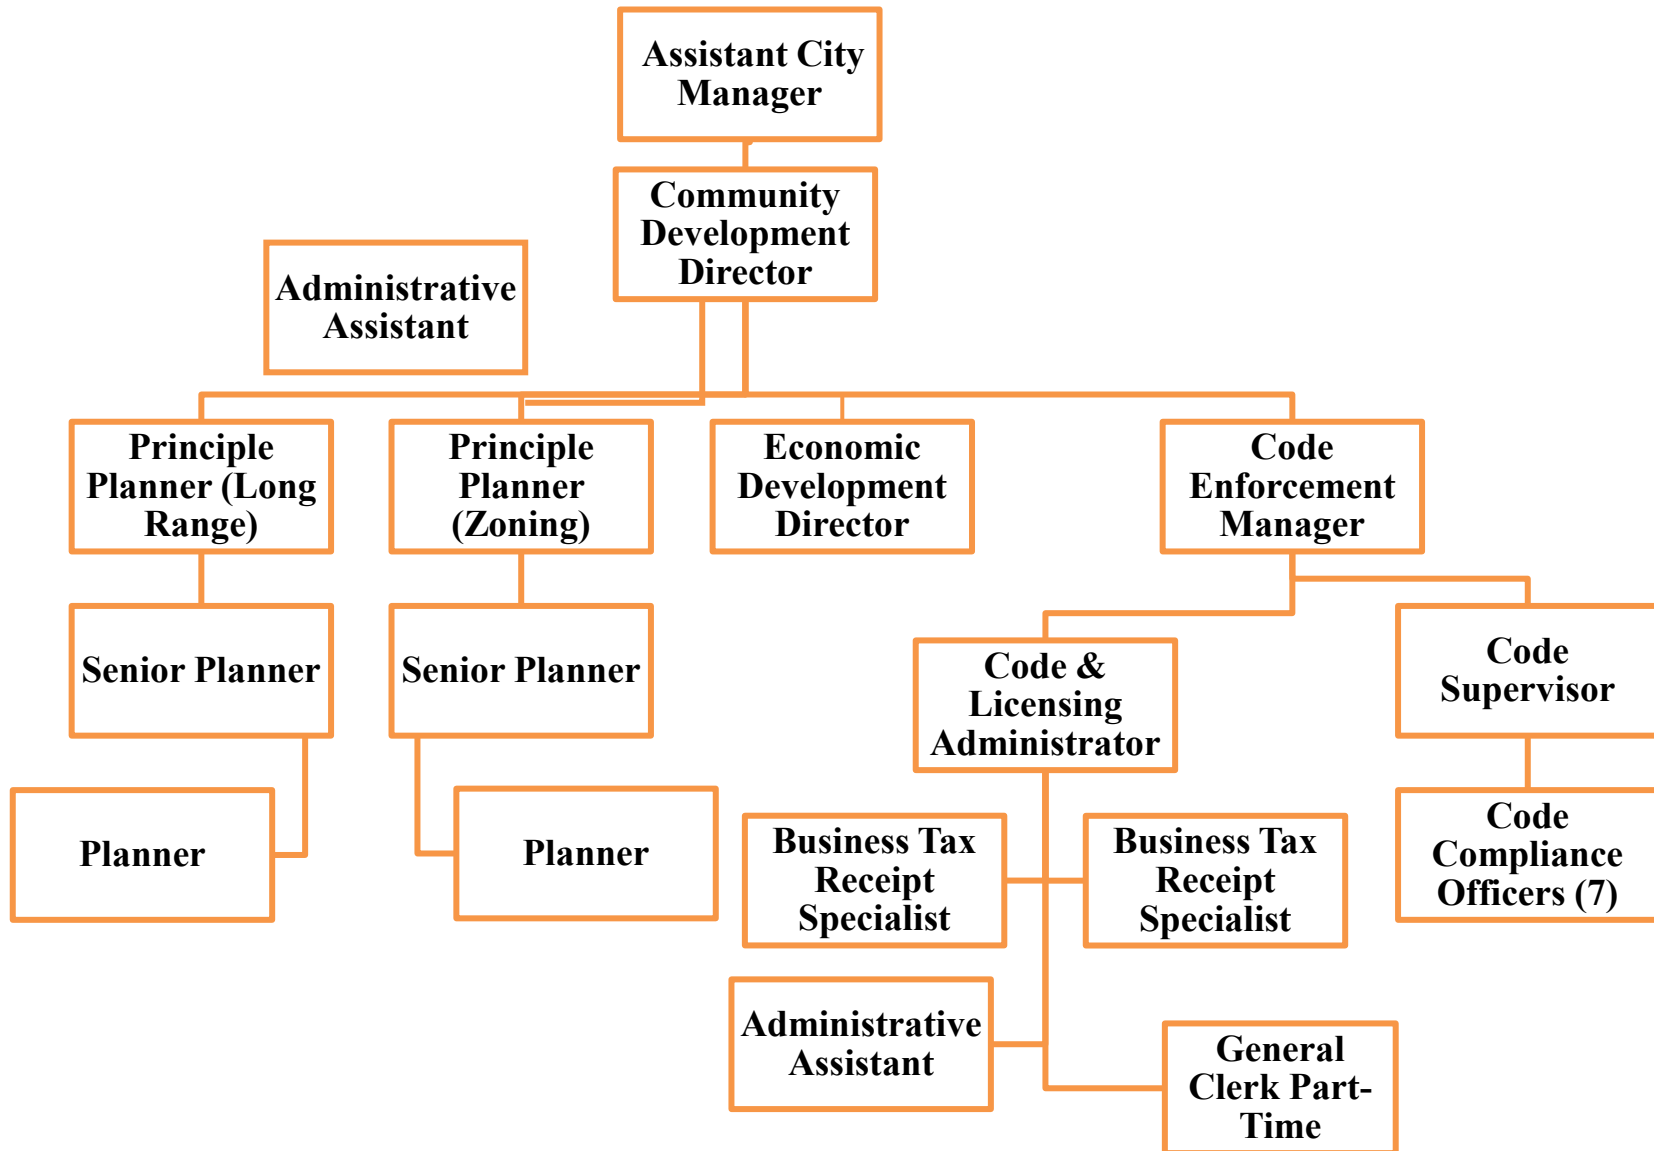 Assistant City
Manager
Community
Development
Director
Administrative
Assistant
Principle
Planner (Long
Range)
Principle
Planner
(Zoning)
Economic
Development
Director
Code
Enforcement
Manager
Senior Planner
Senior Planner
Code &
Licensing
Administrator
Code
Supervisor
Planner
Planner
Business Tax
Receipt
Specialist
Business Tax
Receipt
Specialist
Code
Compliance
Officers (7)
Administrative
Assistant
General
Clerk Part-
Time